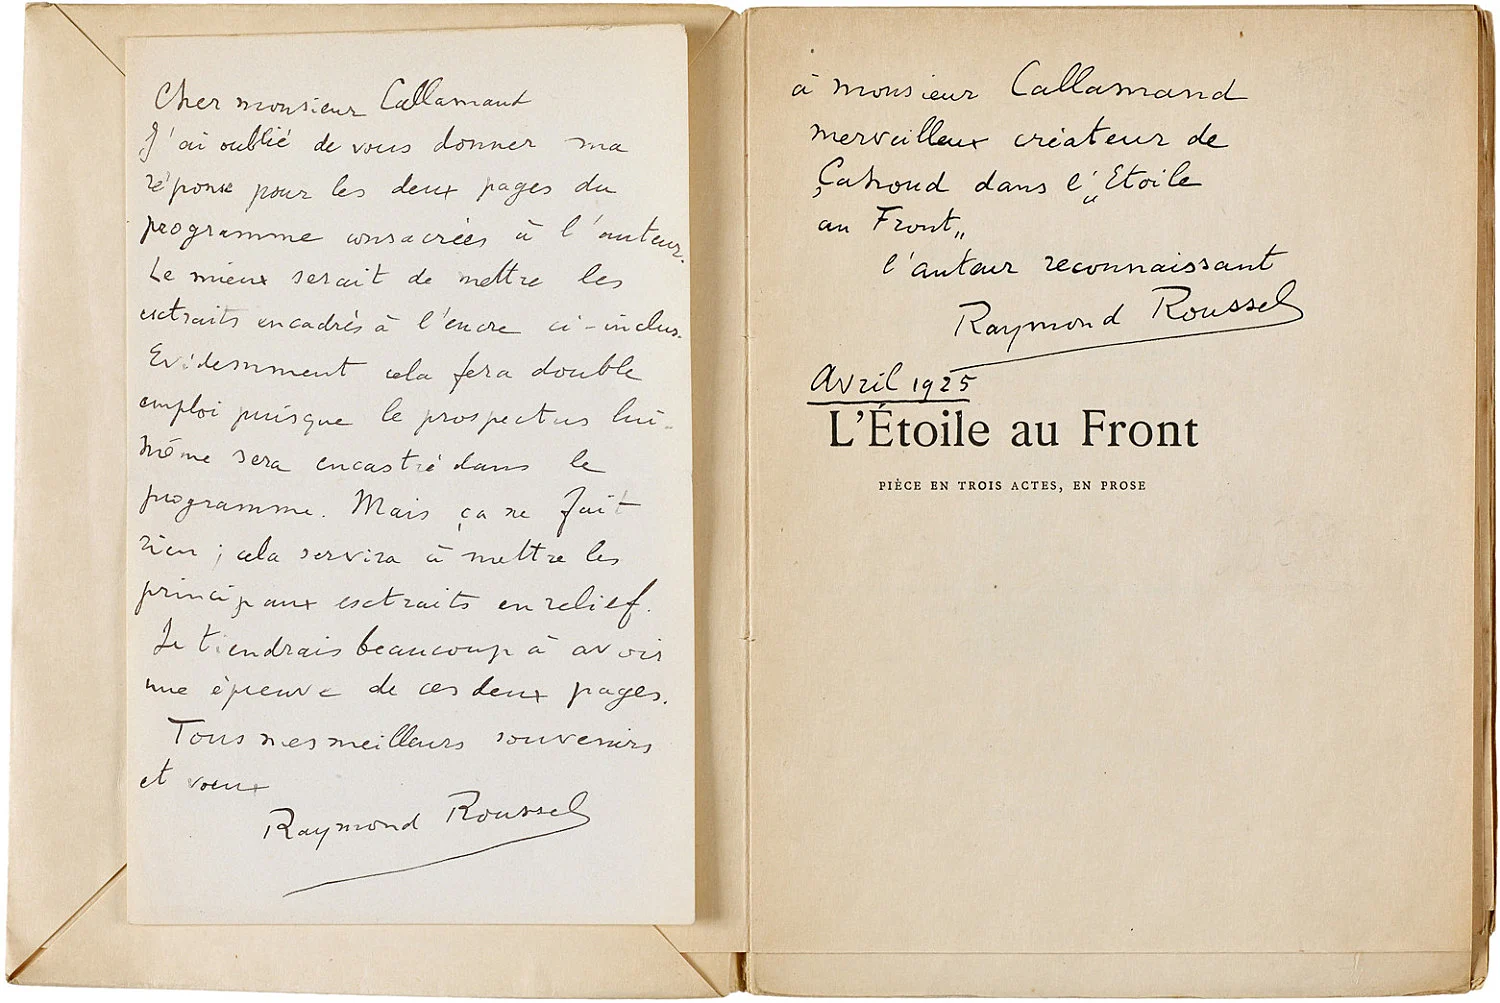 Cher monsieur Callamand
J'ai oublié de vous donner ma
réponse pour les deux pages du
programme consacrées à l'auteur.
Le mieux serait de mettre les
extraits encadrés à l'encre ci-inclus.
Evidemment cela fera double
emploi puisque le prospectus lui-
même sera encastré dans le
programme. Mais ça ne fait
rien ; cela servira à mettre les
principaux extraits en relief.
Je tiendrais beaucoup à avoir
une épreuve de ces deux pages.
Tous mes meilleurs souvenirs
et vœux
Raymond Roussel
à monsieur Callamand
merveilleux créateur de
dans l'"Etoile
au Front"
l'auteur reconnaissant
Raymond Roussel
Avril 1925
L'Étoile au Front
PIÈCE EN TROIS ACTES, EN PROSE